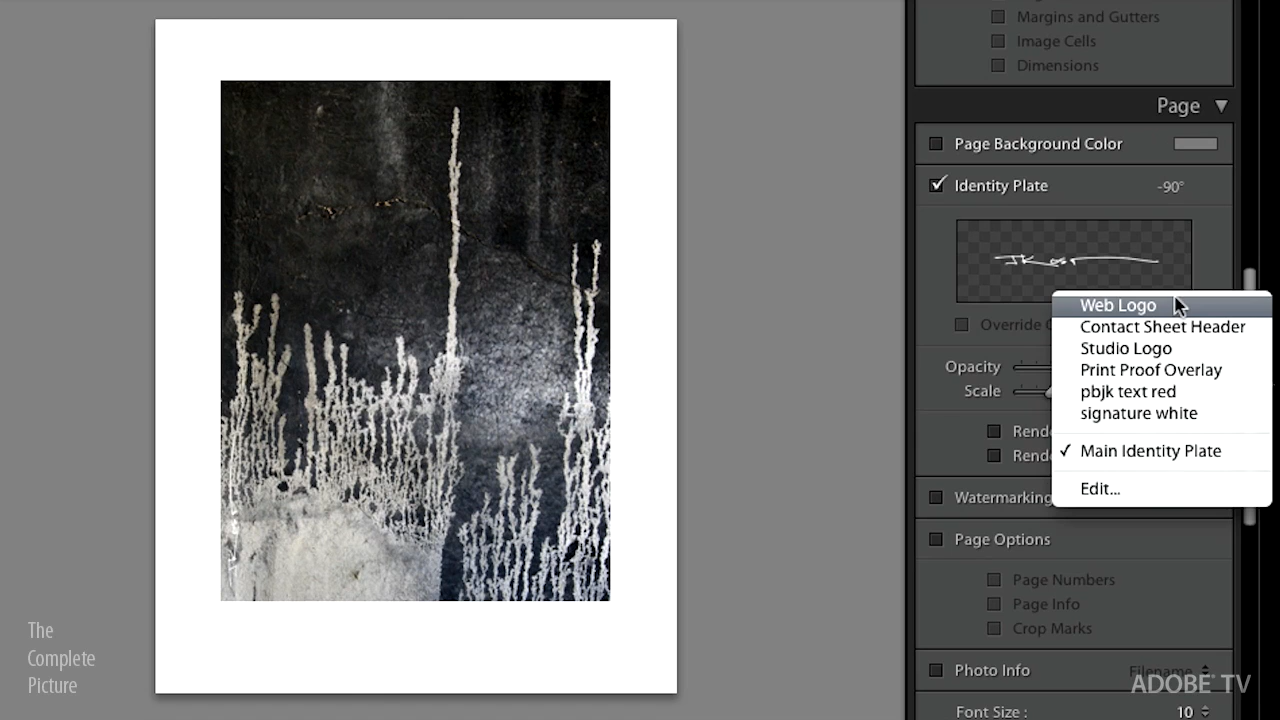 Margins and Gutters
Image Cells
Dimensions
Page
Page Background Color
Identity Plate
-90°
Override
Web Logo
Contact Sheet Header
Studio Logo
Print Proof Overlay
pbjk text red
signature white
Main Identity Plate
Edit...
Opacity
Scale
Watermarking
Page Options
Page Numbers
Page Info
Crop Marks
Photo Info
Filename
Font Size :
10
The
Complete
Picture
ADOBE® TV